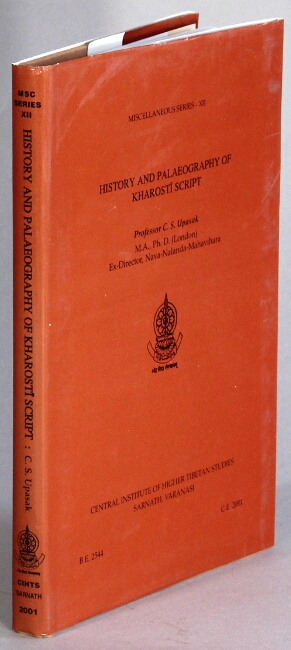 MSC
SERIES
XII
HISTORY AND PALAEOGRAPHY OF KHAROSTĪ SCRIPT : C. S. Upasak
CIHTS
SARNATH
2001
MISCELLANEOUS SERIES - XII
HISTORY AND PALAEOGRAPHY OF
KHAROSTĪ SCRIPT
Professor C. S. Upasak
M.A., Ph. D. (London)
Ex-Director, Nava-Nalanda-Mahavihara
CENTRAL INSTITUTE OF HIGHER TIBETAN STUDIES
SARNATH, VARANASI
B.E. 2544
C.E. 2001